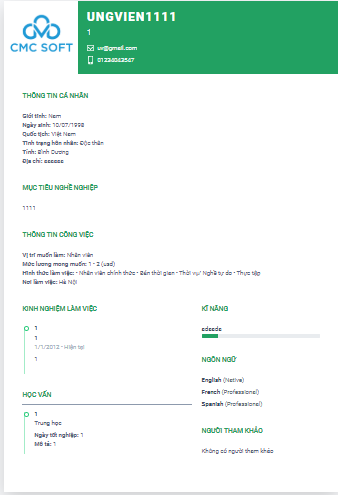 CMC SOFT
UNGVIEN1111
1
uv@gmail.com
01234043567
THÔNG TIN CÁ NHÂN
Giới tính: Nam
Ngày sinh: 10/07/1998
Quốc tịch: Việt Nam
Tình trạng hôn nhân: Độc thân
Tỉnh: Bình Dương
Địa chỉ: aaaaaa
MỤC TIÊU NGHỀ NGHIỆP
1111
THÔNG TIN CÔNG VIỆC
Vị trí muốn làm: Nhân viên
Mức lương mong muốn: 1 - 2 (usd)
Hình thức làm việc: • Nhân viên chính thức • Bán thời gian • Thời vụ/ Nghề tự do • Thực tập
Nơi làm việc: Hà Nội
KINH NGHIỆM LÀM VIỆC
1
1
1/1/2012 - Hiện tại
1
HỌC VẤN
1
Trung học
Ngày tốt nghiệp: 1
Mô tả: 1
KĨ NĂNG
sdsads
NGÔN NGỮ
English (Native)
French (Professional)
Spanish (Professional)
NGƯỜI THAM KHẢO
Không có người tham khảo